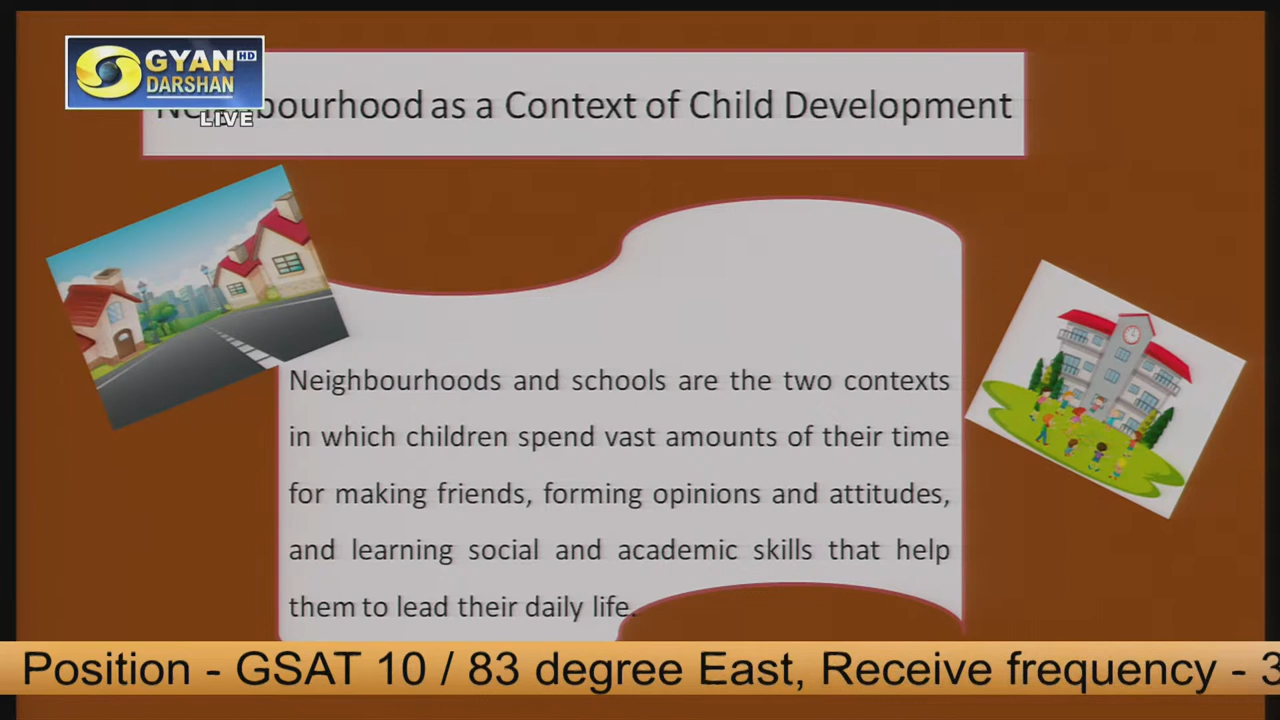 GYAN HD
DARSHAN
LIVE
Neighbourhood as a Context of Child Development
Neighbourhoods and schools are the two contexts
in which children spend vast amounts of their time
for making friends, forming opinions and attitudes,
and learning social and academic skills that help
them to lead their daily life.
Position - GSAT 10 / 83 degree East, Receive frequency - 3